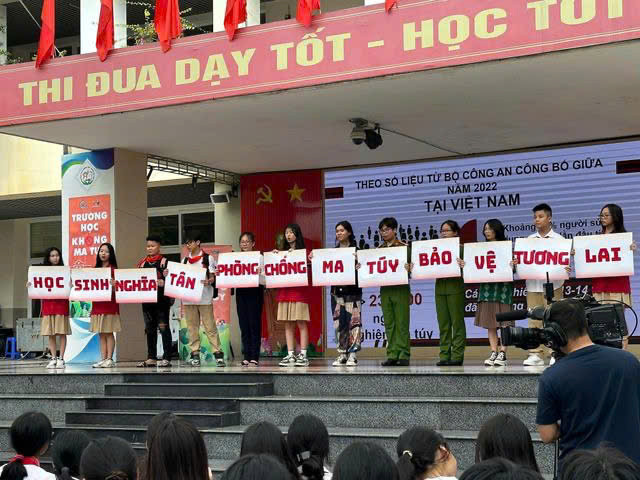 THI ĐUA DẠY TỐT - HỌC TỐT
THEO SỐ LIỆU TỪ BỘ CÔNG AN CÔNG BỐ GIỮA
NĂM 2022
TẠI VIỆT NAM
TRƯỜNG
HỌC
KHÔNG
MA TÚY
HỌC SINH NGHĨA TÂN PHÒNG CHỐNG MA TÚY BẢO VỆ TƯƠNG LAI